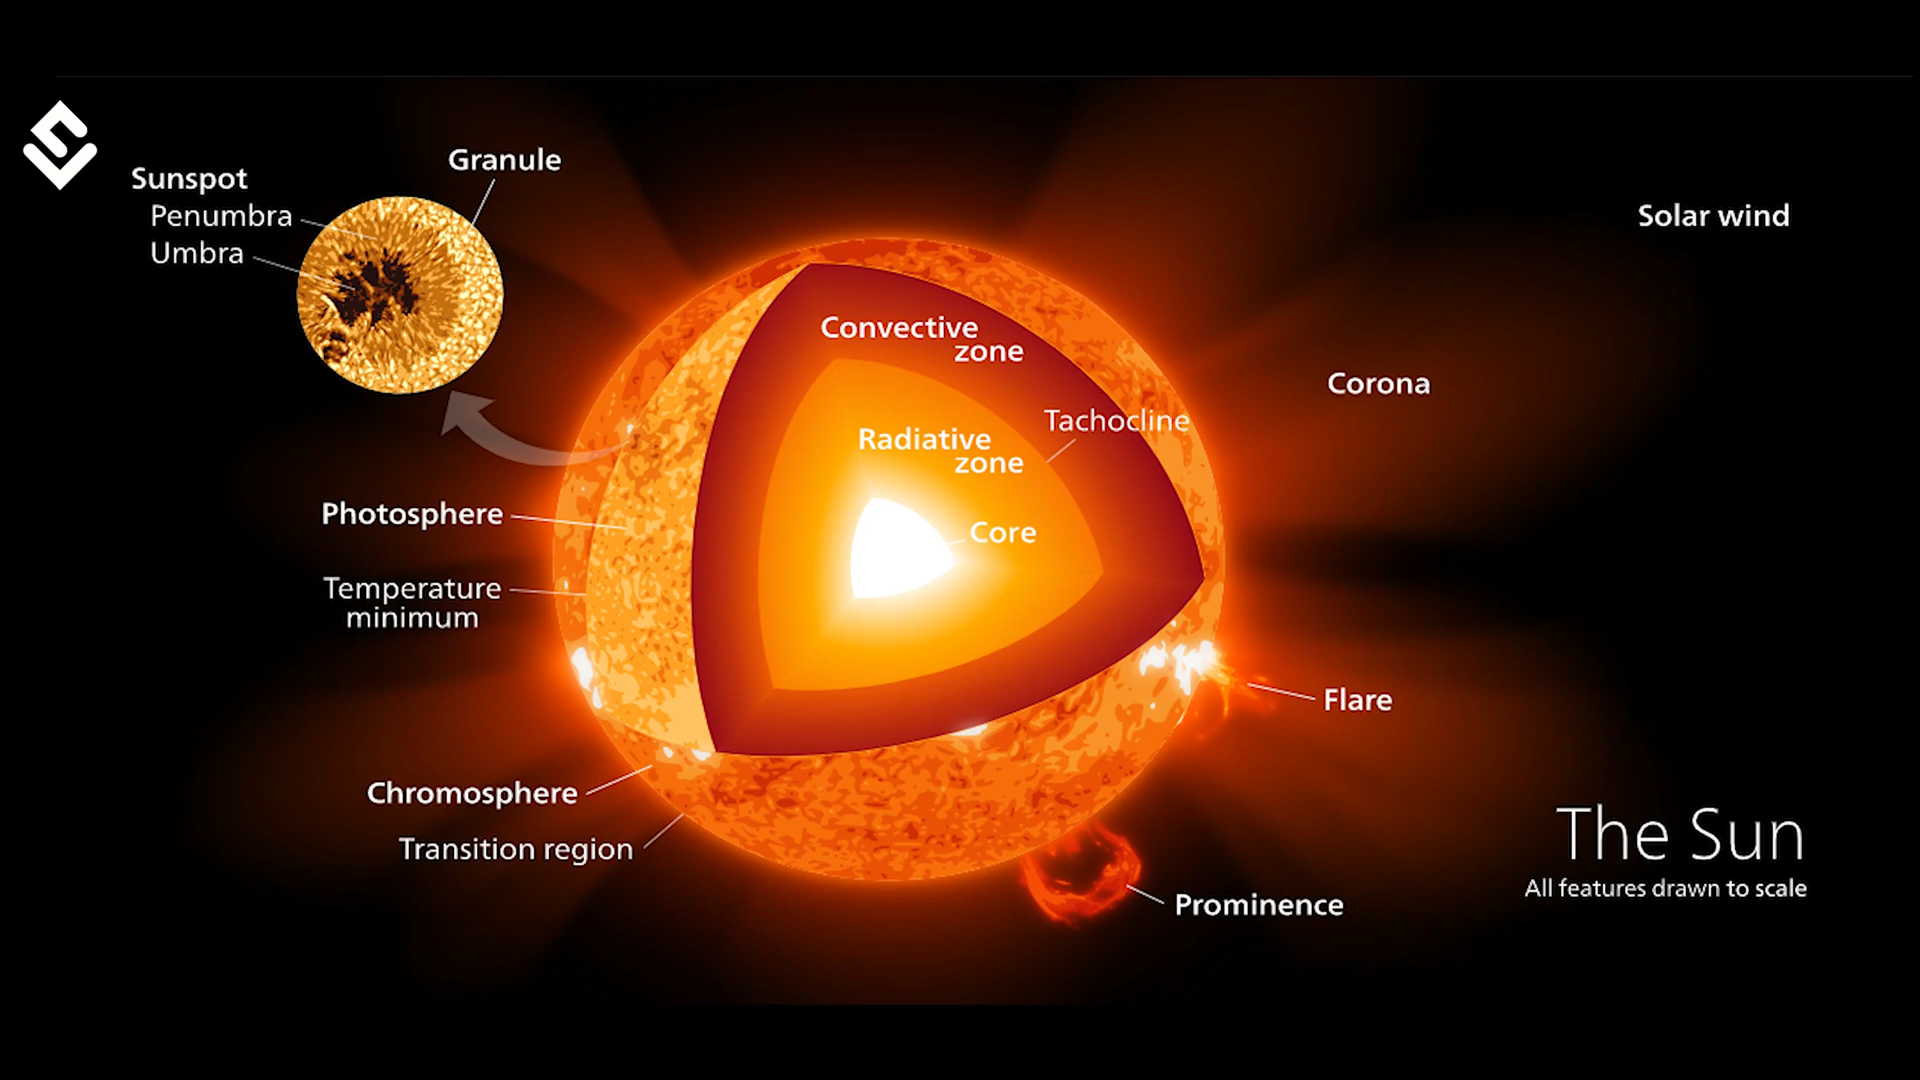 Granule
Sunspot
Penumbra
Umbra
Solar wind
Convective
zone
Corona
Tachocline
Radiative
zone
Photosphere
Core
Temperature
minimum
Flare
Chromosphere
Transition region
The Sun
All features drawn to scale
Prominence